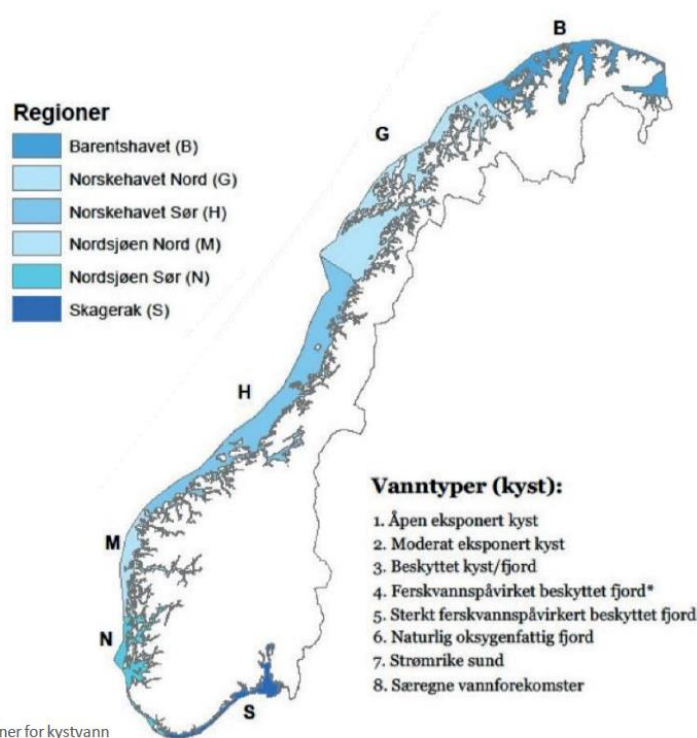 B
Regioner
Barentshavet (B)
Norskehavet Nord (G)
Norskehavet Sør (H)
Nordsjøen Nord (M)
Nordsjøen Sør (N)
Skagerak (S)
G
H
M
N
S
Vanntyper (kyst):
1. Åpen eksponert kyst
2. Moderat eksponert kyst
3. Beskyttet kyst/fjord
4. Ferskvannspåvirket beskyttet fjord*
5. Sterkt ferskvannspåvirkert beskyttet fjord
6. Naturlig oksygenfattig fjord
7. Strømrike sund
8. Særegne vannforekomster
ner for kystvann